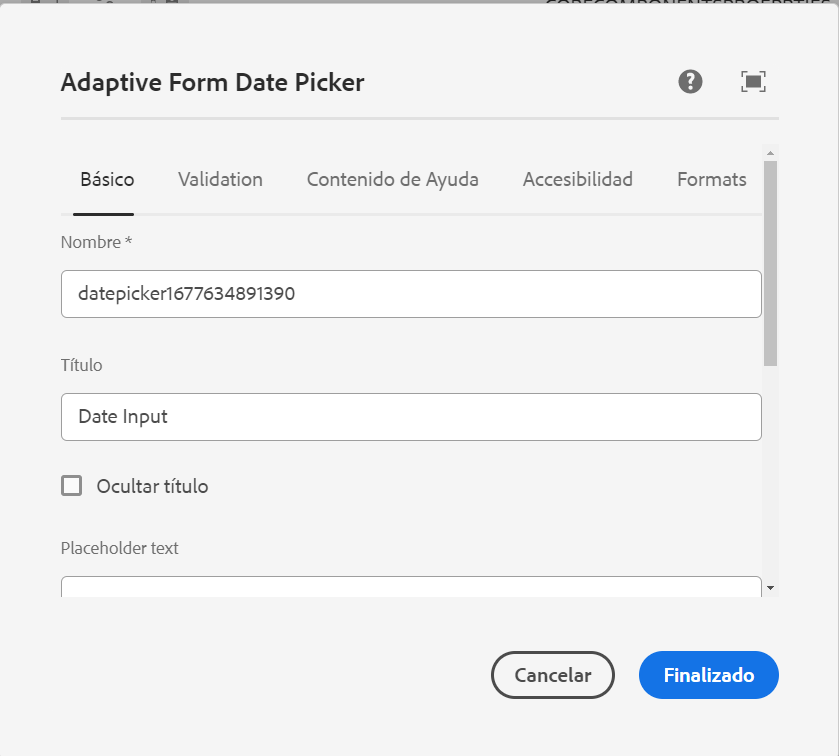 Adaptive Form Date Picker
Básico Validation Contenido de Ayuda Accesibilidad Formats
Nombre *
datepicker1677634891390
Título
Date Input
Ocultar título
Placeholder text
Cancelar Finalizado